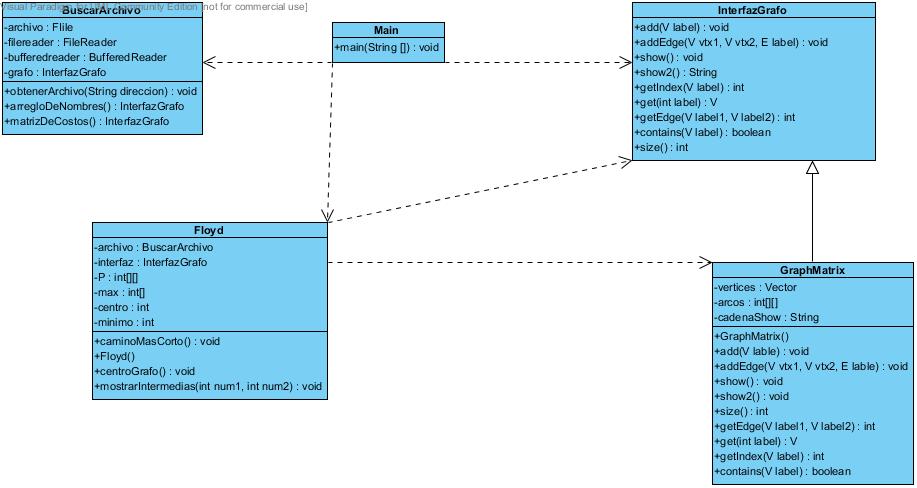 Visual Paradigm for UML Community Edition [not for commercial use]
BuscarArchivo
-archivo : FIile
-filereader : FileReader
-bufferedreader : BufferedReader
-grafo : InterfazGrafo
+obtenerArchivo(String direccion) : void
+arregloDeNombres() : InterfazGrafo
+matrizDeCostos() : InterfazGrafo
Main
+main(String []) : void
InterfazGrafo
+add(V label) : void
+addEdge(V vtx1, V vtx2, E label) : void
+show() : void
+show2() : String
+getIndex(V label) : int
+get(int label) : V
+getEdge(V label1, V label2) : int
+contains(V label) : boolean
+size() : int
Floyd
-archivo : BuscarArchivo
-interfaz : InterfazGrafo
-P : int[][]
-max : int[]
-centro : int
-minimo : int
+caminoMasCorto() : void
+Floyd()
+centroGrafo() : void
+mostrarIntermedias(int num1, int num2) : void
GraphMatrix
-vertices : Vector
-arcos : int[][]
-cadenaShow : String
+GraphMatrix()
+add(V lable) : void
+addEdge(V vtx1, V vtx2, E lable) : void
+show() : void
+show2() : void
+size() : int
+getEdge(V label1, V label2) : int
+get(int label) : V
+getIndex(V label) : int
+contains(V label) : boolean